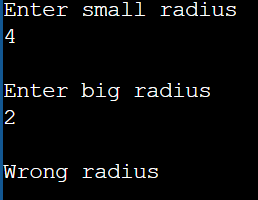 Enter small radius
4
Enter big radius
2
Wrong radius